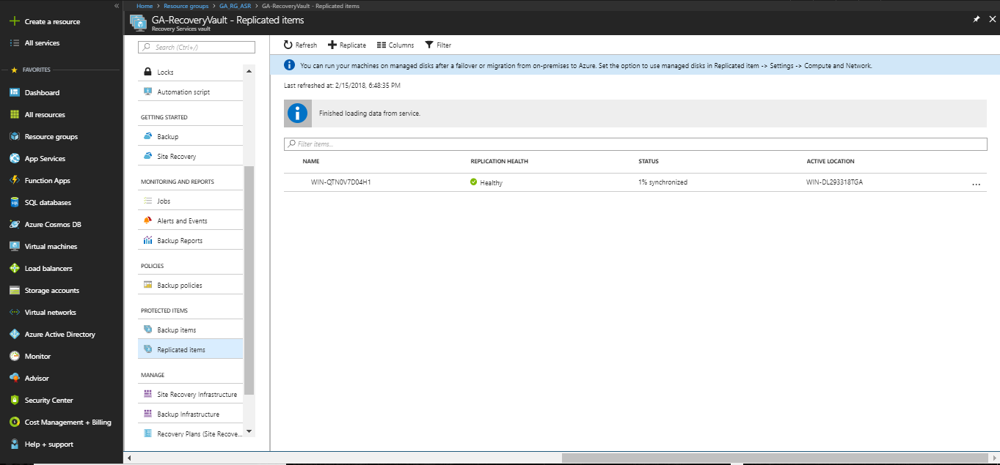 Home > Resource groups > GA_RG_ASR > GA-RecoveryVault - Replicated items
GA-RecoveryVault - Replicated items
Recovery Services vault
Create a resource
All services
FAVORITES
Dashboard
All resources
Resource groups
App Services
Function Apps
SQL databases
Azure Cosmos DB
Virtual machines
Load balancers
Storage accounts
Virtual networks
Azure Active Directory
Monitor
Advisor
Security Center
Cost Management + Billing
Help + support
Search (Ctrl+/)
Locks
Automation script
GETTING STARTED
Backup
Site Recovery
MONITORING AND REPORTS
Jobs
Alerts and Events
Backup Reports
POLICIES
Backup policies
PROTECTED ITEMS
Backup items
Replicated items
MANAGE
Site Recovery Infrastructure
Backup Infrastructure
Recovery Plans (Site Recove...
Refresh Replicate Columns Filter
You can run your machines on managed disks after a failover or migration from on-premises to Azure. Set the option to use managed disks in Replicated item -> Settings -> Compute and Network.
Last refreshed at: 2/15/2018, 6:48:35 PM
Finished loading data from service.
Filter items...
NAME REPLICATION HEALTH STATUS ACTIVE LOCATION
WIN-QTN0V7D04H1 Healthy 1% synchronized WIN-DL293318TGA ...